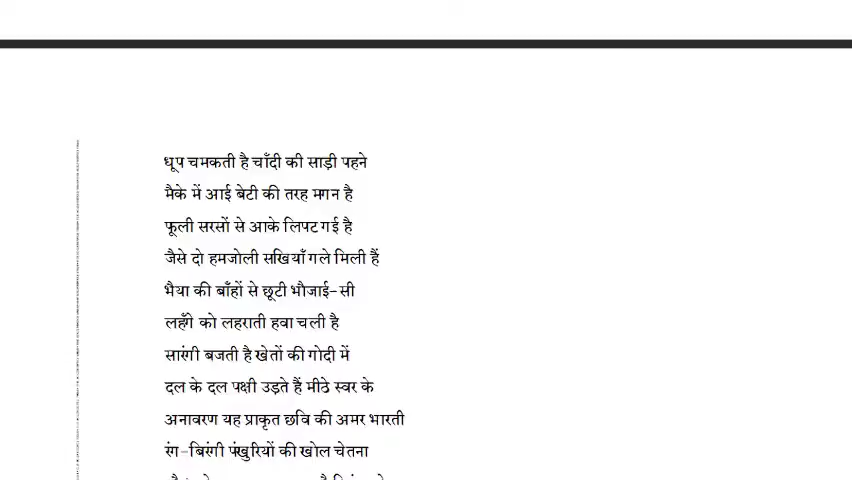 धूप चमकती है चाँदी की साड़ी पहने
मैके में आई बेटी की तरह मगन है
फूली सरसों से आके लिपट गई है
जैसे दो हमजोली सखियाँ गले मिली हैं
भैया की बाँहों से छूटी भौजाई-सी
लहँगे को लहराती हवा चली है
सारंगी बजती है खेतों की गोदी में
दल के दल पक्षी उड़ते हैं मीठे स्वर के
अनावरण यह प्राकृत छवि की अमर भारती
रंग-बिरंगी पंखुरियों की खोल चेतना